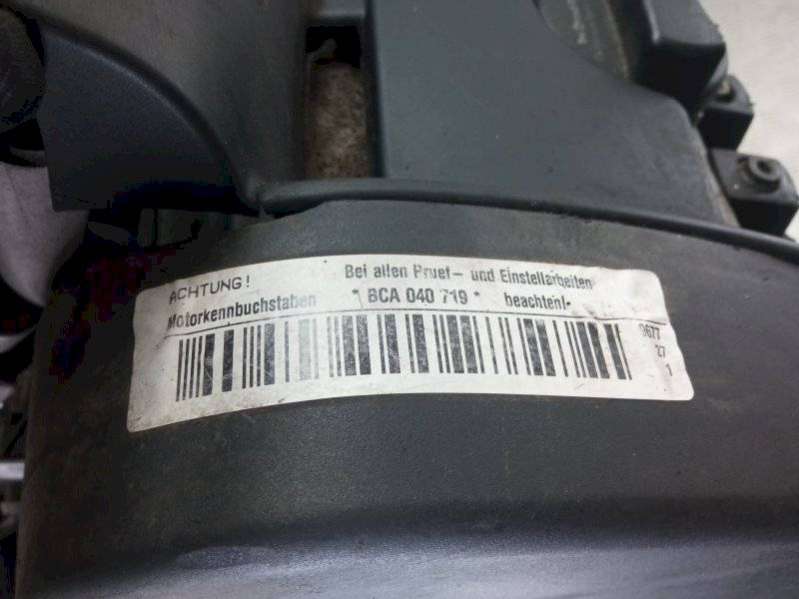 ACHTUNG! Bei allen Pruef- und Einstellarbeiten
Motorkennbuchstaben * BCA 040 719 * beachten!
0677
27
1